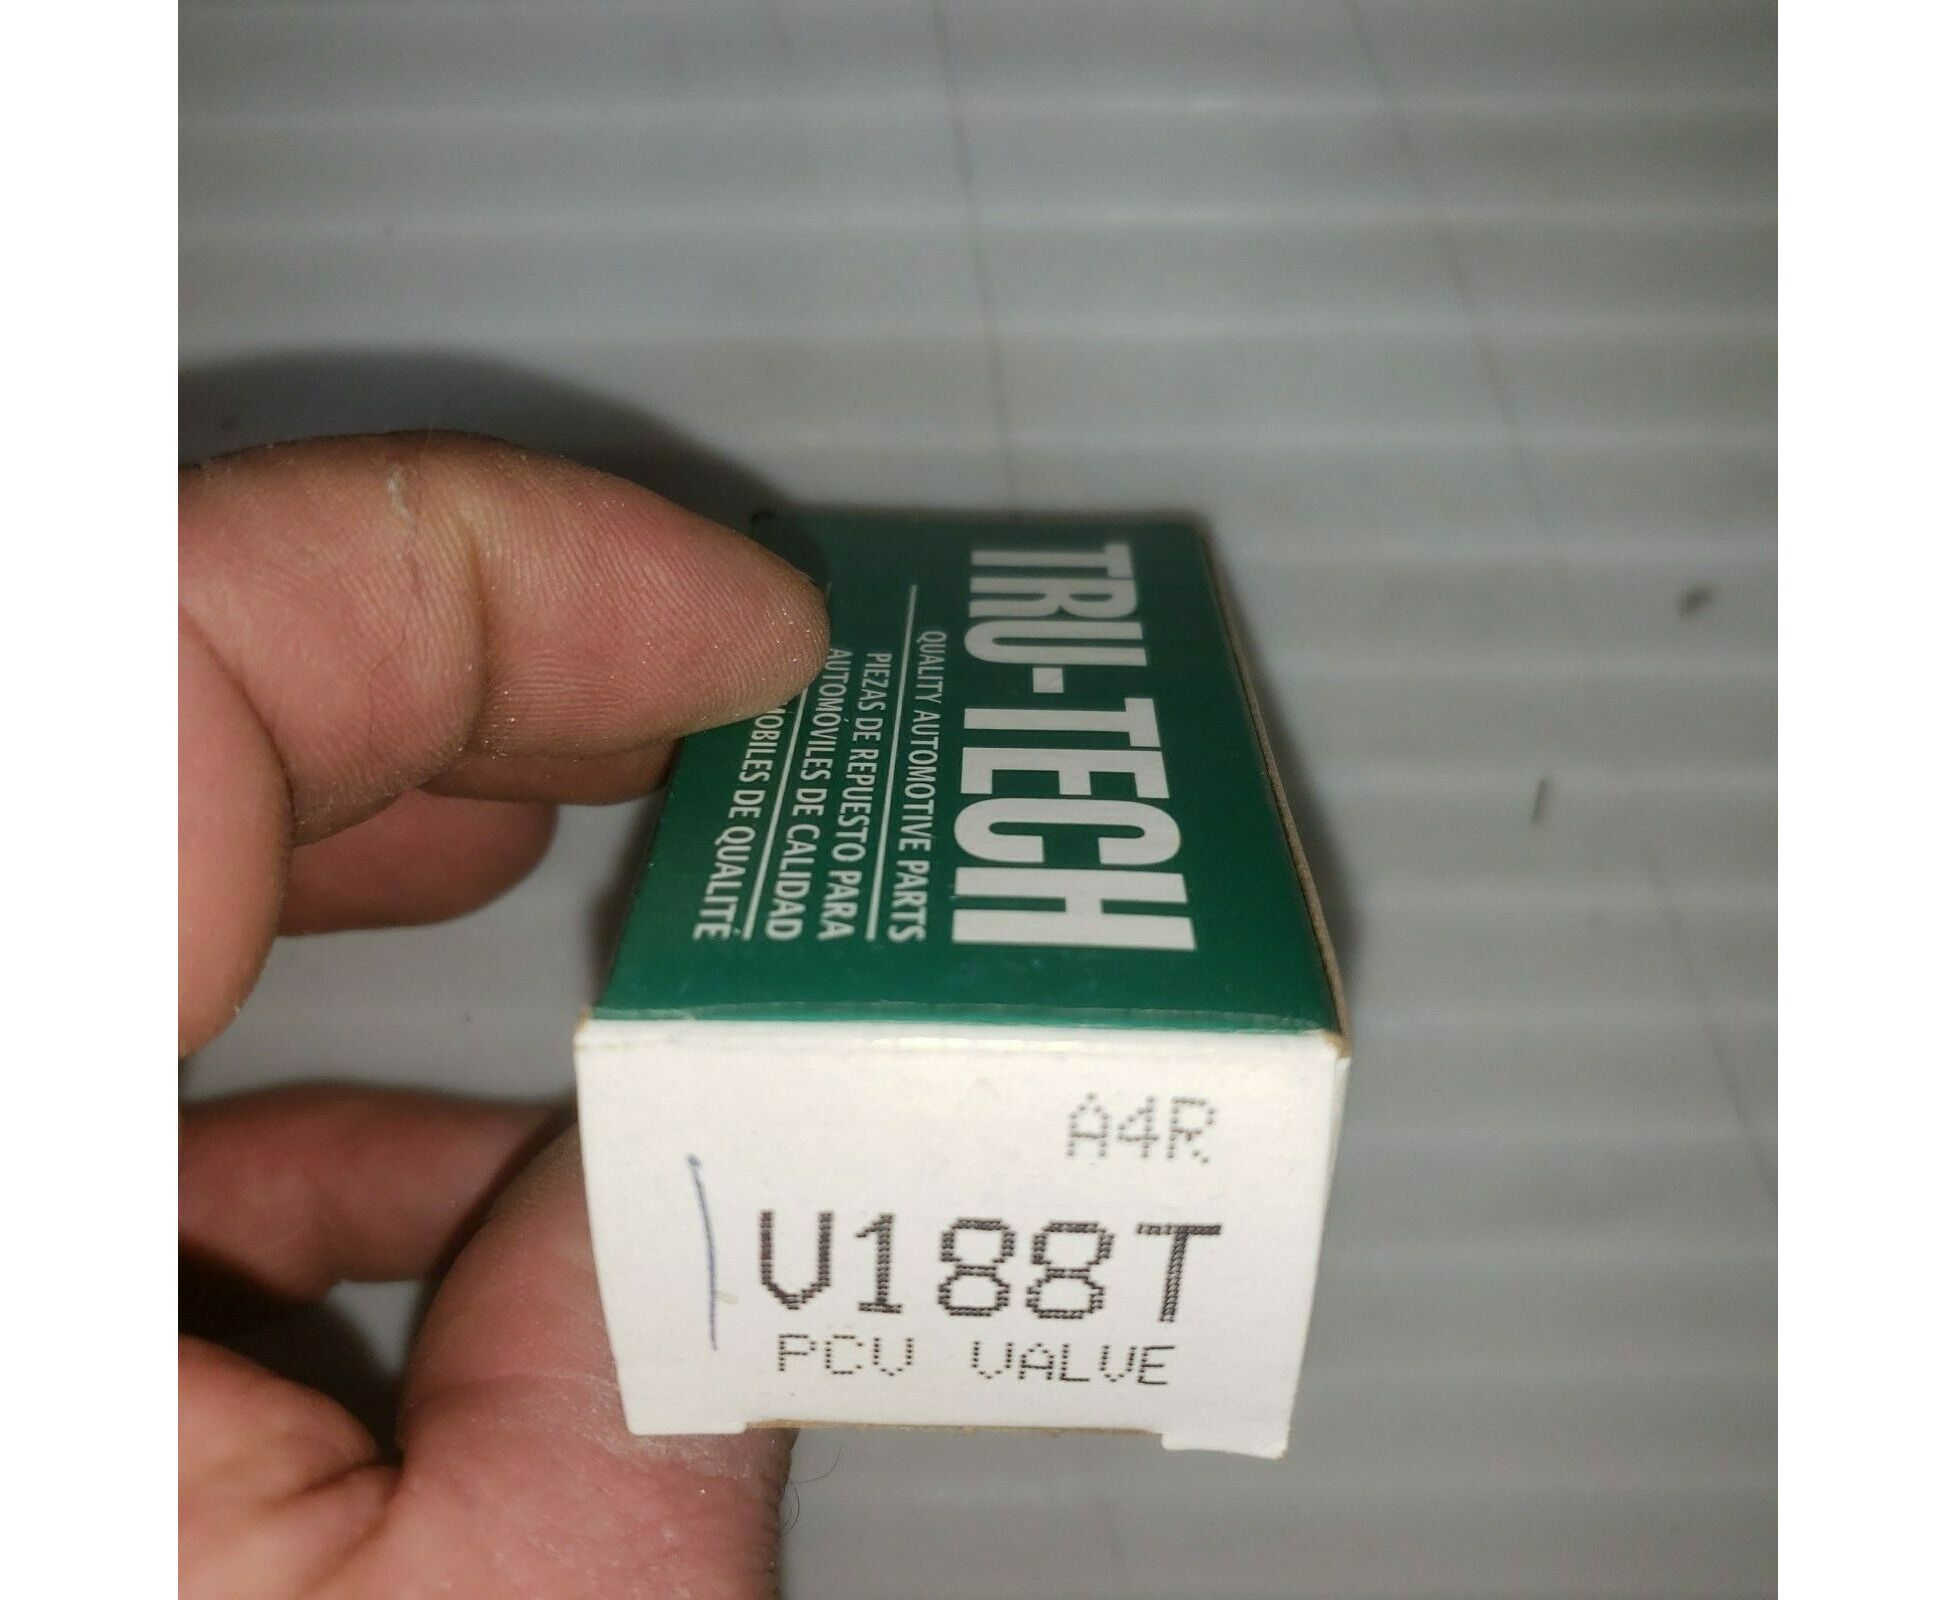 TRU-TECH
QUALITY AUTOMOTIVE PARTS
PIEZAS DE REPUESTO PARA
AUTOMÓVILES DE CALIDAD
DE QUALITÉ
A4R
V188T
PCV VALVE